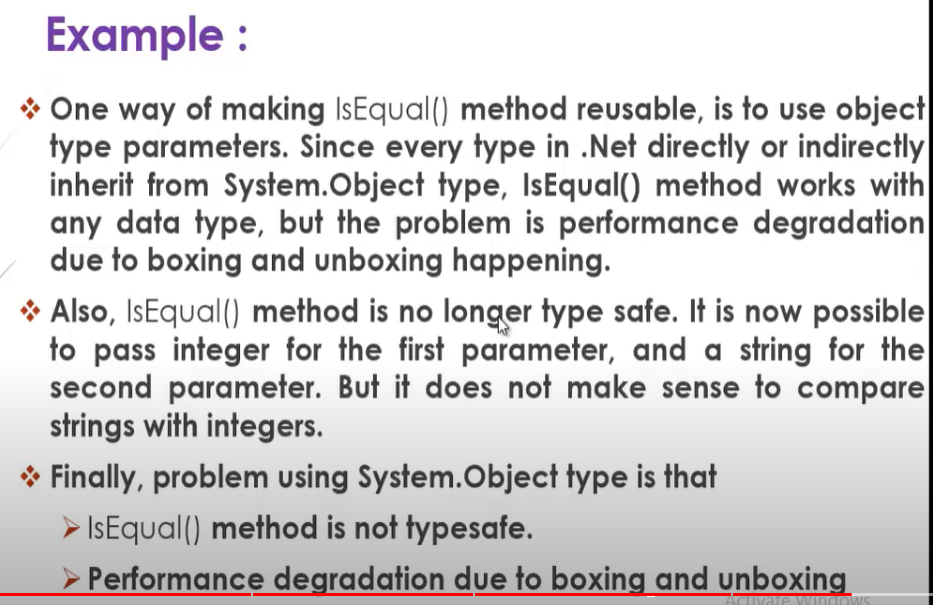 Example :
One way of making IsEqual() method reusable, is to use object
type parameters. Since every type in .Net directly or indirectly
inherit from System.Object type, IsEqual() method works with
any data type, but the problem is performance degradation
due to boxing and unboxing happening.
Also, IsEqual() method is no longer type safe. It is now possible
to pass integer for the first parameter, and a string for the
second parameter. But it does not make sense to compare
strings with integers.
Finally, problem using System.Object type is that
IsEqual() method is not typesafe.
Performance degradation due to boxing and unboxing
Activate Windows